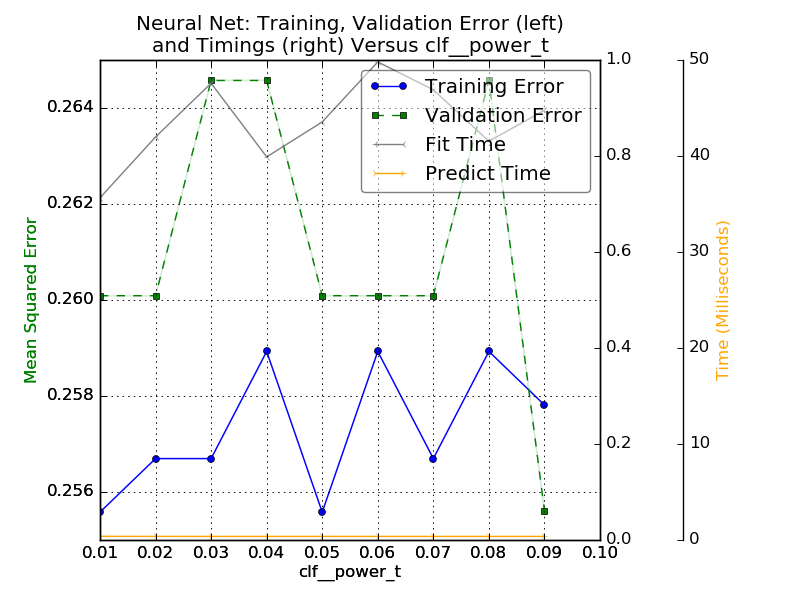 Neural Net: Training, Validation Error (left)
and Timings (right) Versus clf__power_t
Training Error
Validation Error
Fit Time
Predict Time
Mean Squared Error
0.264
0.262
0.260
0.258
0.256
1.0
0.8
0.6
0.4
0.2
0.0
50
40
30
20
10
0
Time (Milliseconds)
0.01 0.02 0.03 0.04 0.05 0.06 0.07 0.08 0.09 0.10
clf__power_t